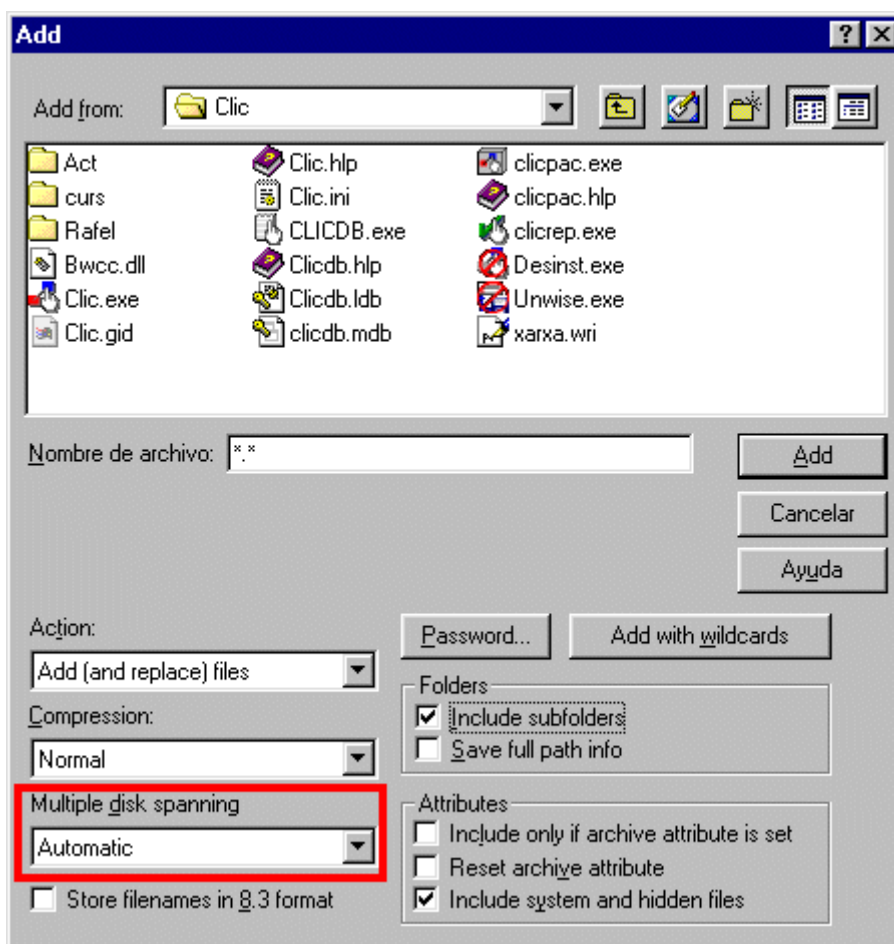 Add
Add from: Clic
Act Clic.hlp clicpac.exe
curs Clic.ini clicpac.hlp
Rafel CLICDB.exe clicrep.exe
Bwcc.dll Clicdb.hlp Desinst.exe
Clic.exe Clicdb.ldb Unwise.exe
Clic.gid clicdb.mdb xarxa.wri
Nombre de archivo: *.* Add
Cancelar
Ayuda
Action: Password... Add with wildcards
Add (and replace) files
Folders
Compression: Include subfolders
Normal Save full path info
Multiple disk spanning Attributes
Automatic Include only if archive attribute is set
Reset archive attribute
Store filenames in 8.3 format Include system and hidden files